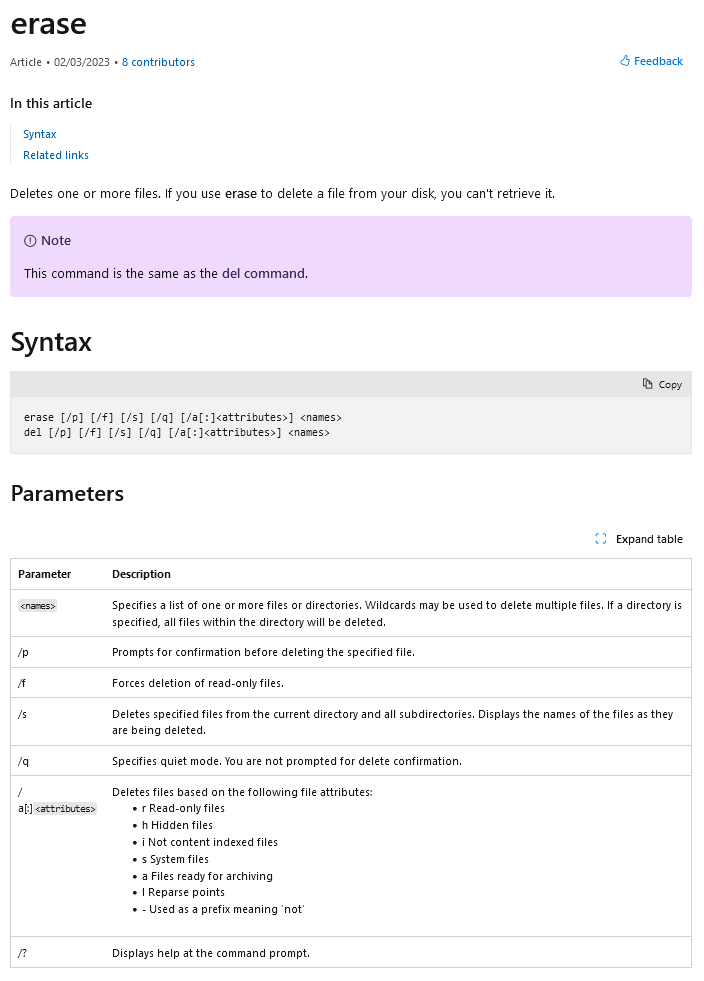 erase
Article • 02/03/2023 • 8 contributors
Feedback
In this article
Syntax
Related links
Deletes one or more files. If you use erase to delete a file from your disk, you can't retrieve it.
Note
This command is the same as the del command.
Syntax
Copy
erase [/p] [/f] [/s] [/q] [/a[:]<attributes>] <names>
del [/p] [/f] [/s] [/q] [/a[:]<attributes>] <names>
Parameters
Expand table
Parameter Description
<names> Specifies a list of one or more files or directories. Wildcards may be used to delete multiple files. If a directory is
specified, all files within the directory will be deleted.
/p Prompts for confirmation before deleting the specified file.
/f Forces deletion of read-only files.
/s Deletes specified files from the current directory and all subdirectories. Displays the names of the files as they
are being deleted.
/q Specifies quiet mode. You are not prompted for delete confirmation.
/ Deletes files based on the following file attributes:
a[:]<attributes> • r Read-only files
• h Hidden files
• i Not content indexed files
• s System files
• a Files ready for archiving
• l Reparse points
• - Used as a prefix meaning 'not'
/? Displays help at the command prompt.